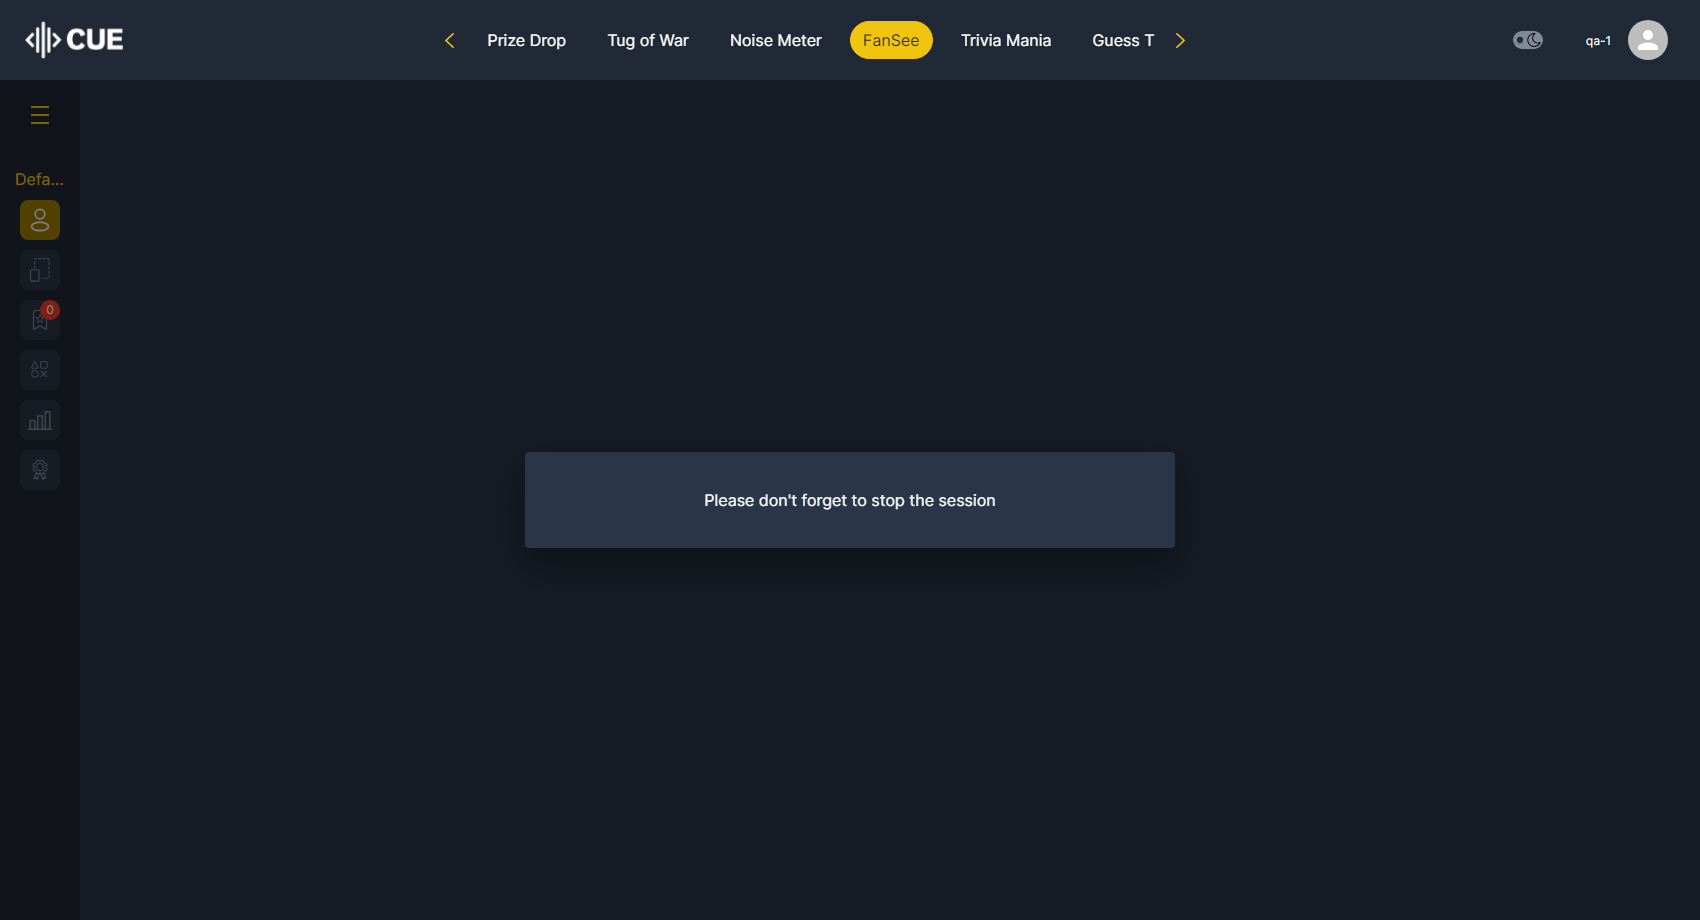 CUE
Prize Drop
Tug of War
Noise Meter
FanSee
Trivia Mania
Guess T
qa-1
Defa...
0
Please don't forget to stop the session